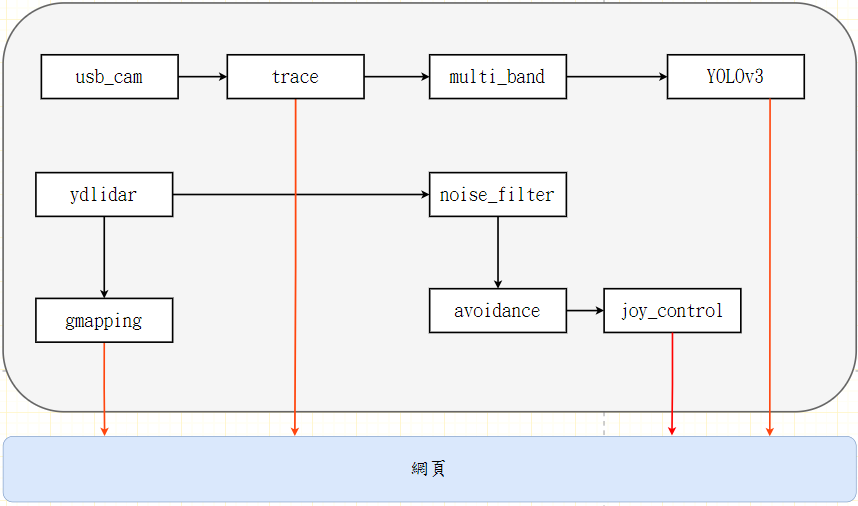 usb_cam
trace
multi_band
YOLOv3
ydlidar
noise_filter
gmapping
avoidance
joy_control
網頁